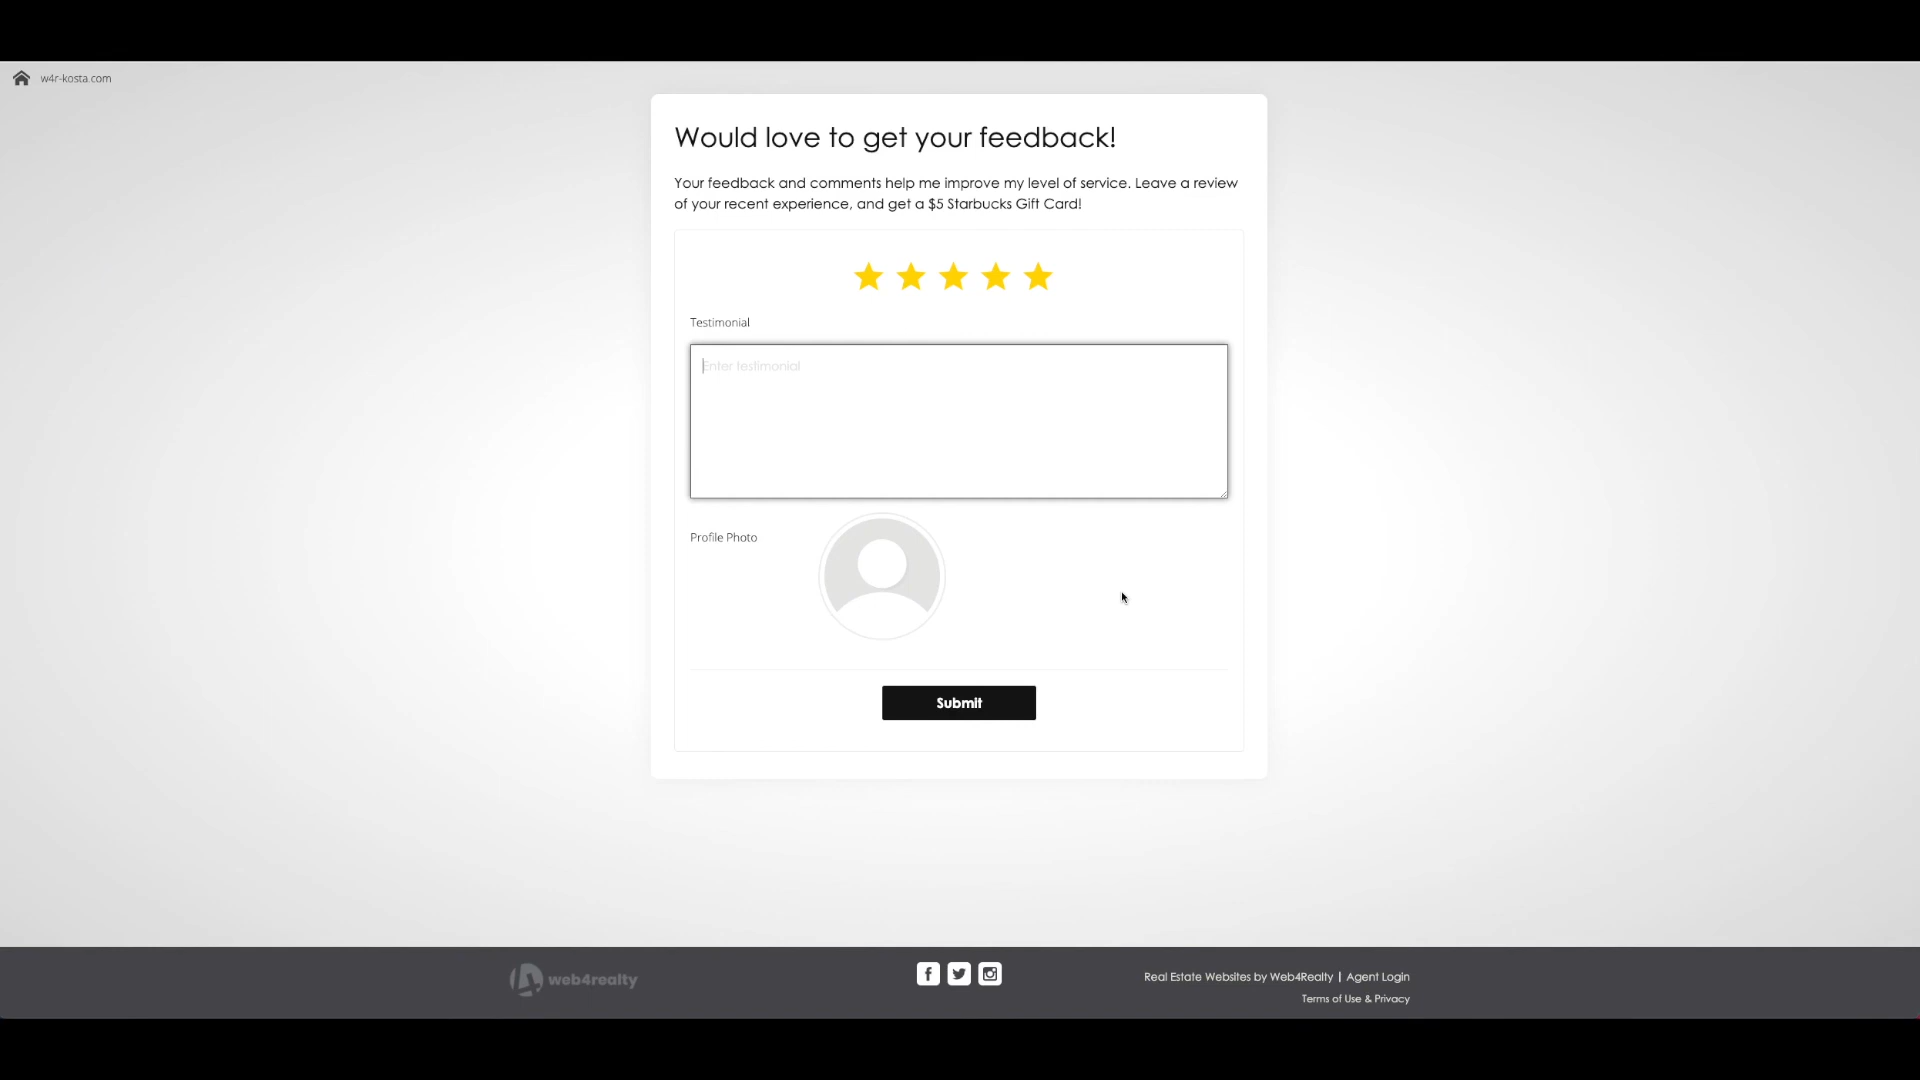 w4r-kosta.com
Would love to get your feedback!
Your feedback and comments help me improve my level of service. Leave a review
of your recent experience, and get a $5 Starbucks Gift Card!
Testimonial
Enter testimonial
Profile Photo
Submit
web4realty
Real Estate Websites by Web4Realty | Agent Login
Terms of Use & Privacy